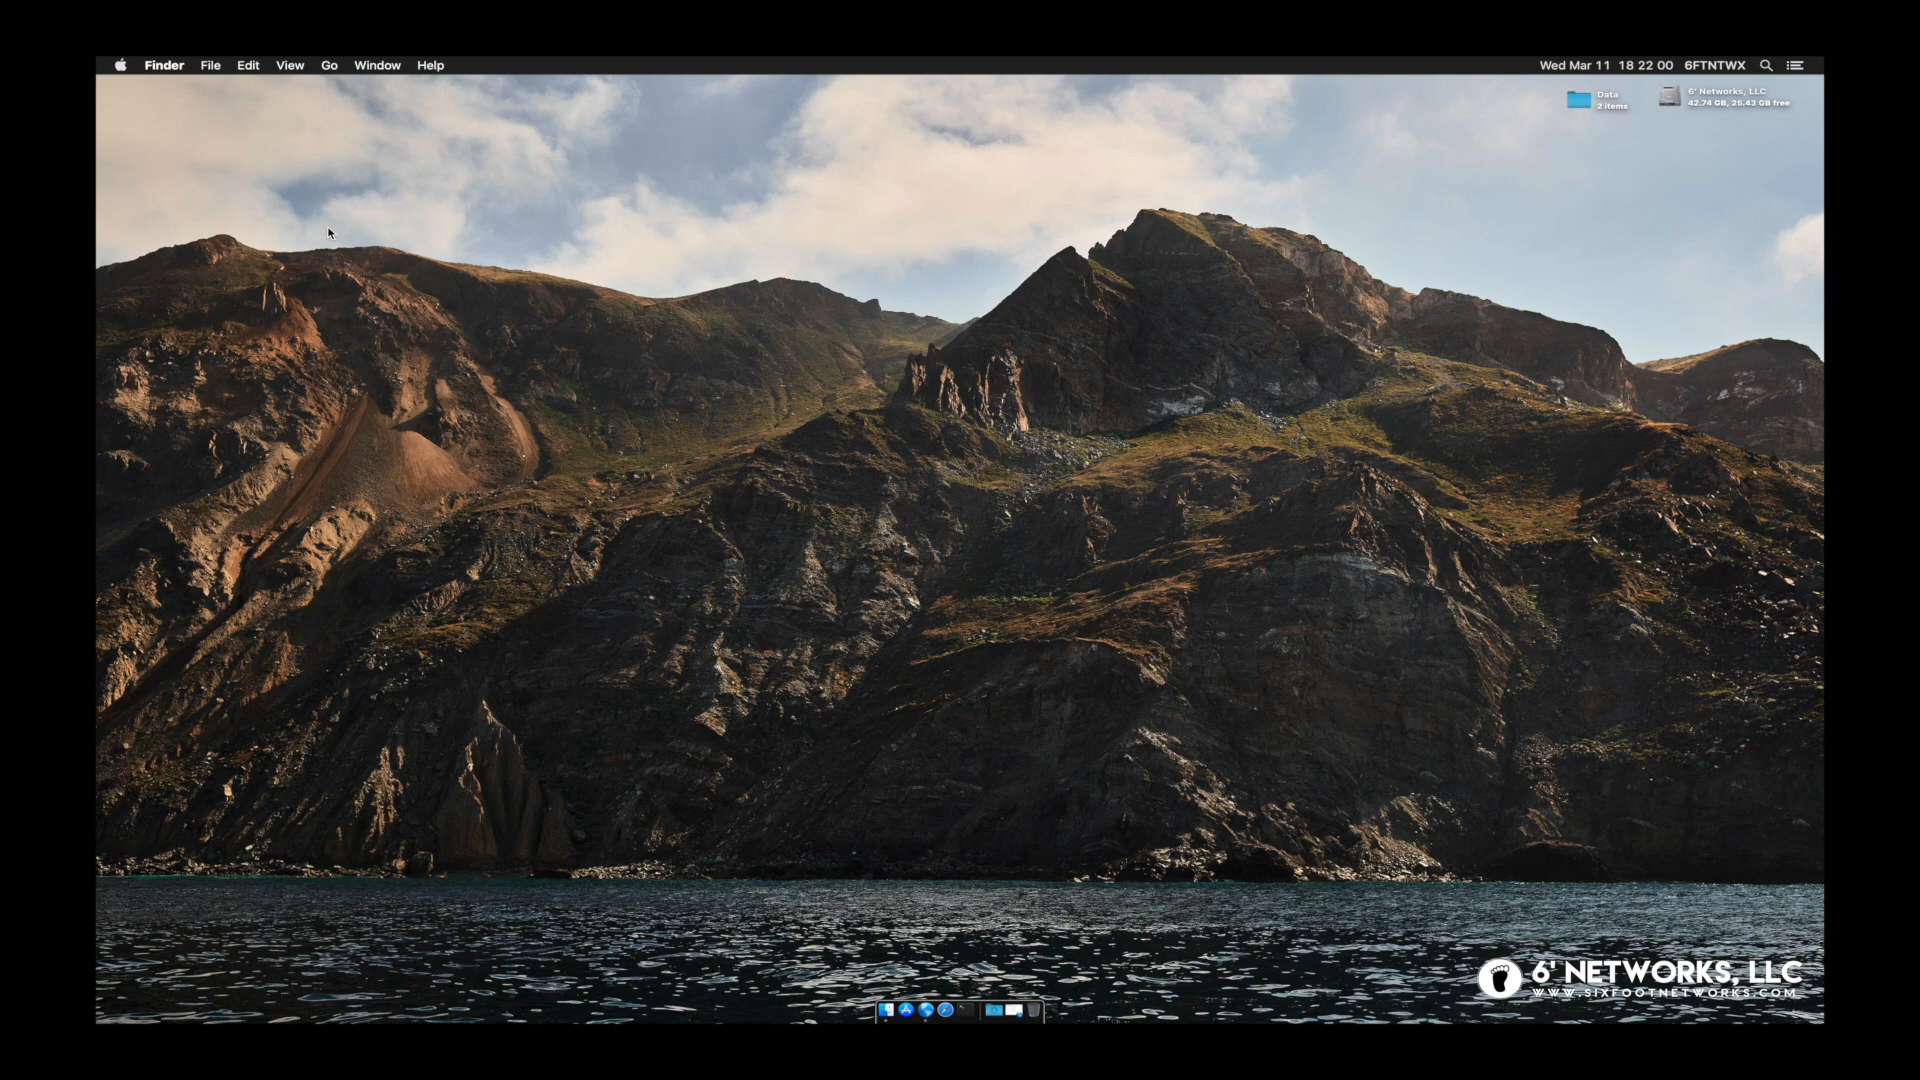 Finder File Edit View Go Window Help Wed Mar 11 18 22 00 6FTNTWX
Data
2 items
6' Networks, LLC
42.74 GB, 25.43 GB free
6' NETWORKS, LLC
WWW.SIXFOOTNETWORKS.COM